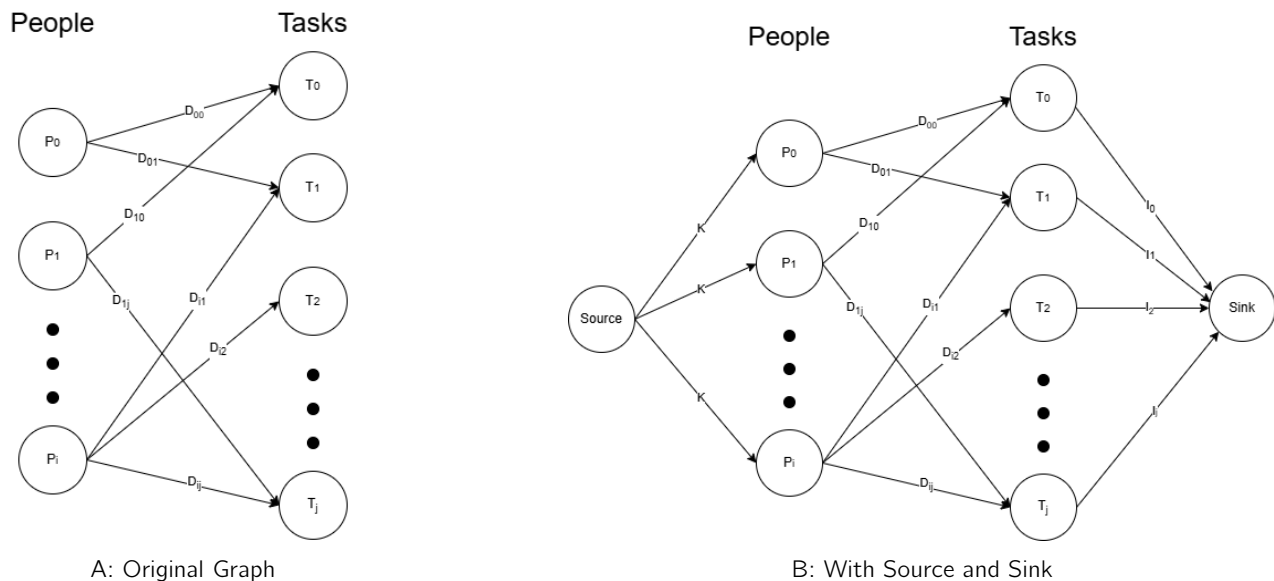 People
Tasks
P0
P1
Pi
T0
T1
T2
Tj
D00
D01
D10
D1j
Di1
Di2
Dij
A: Original Graph
People
Tasks
Source
K
K
K
P0
P1
Pi
D00
D01
D10
D1j
Di1
Di2
Dij
T0
T1
T2
Tj
I0
I1
I2
Ij
Sink
B: With Source and Sink